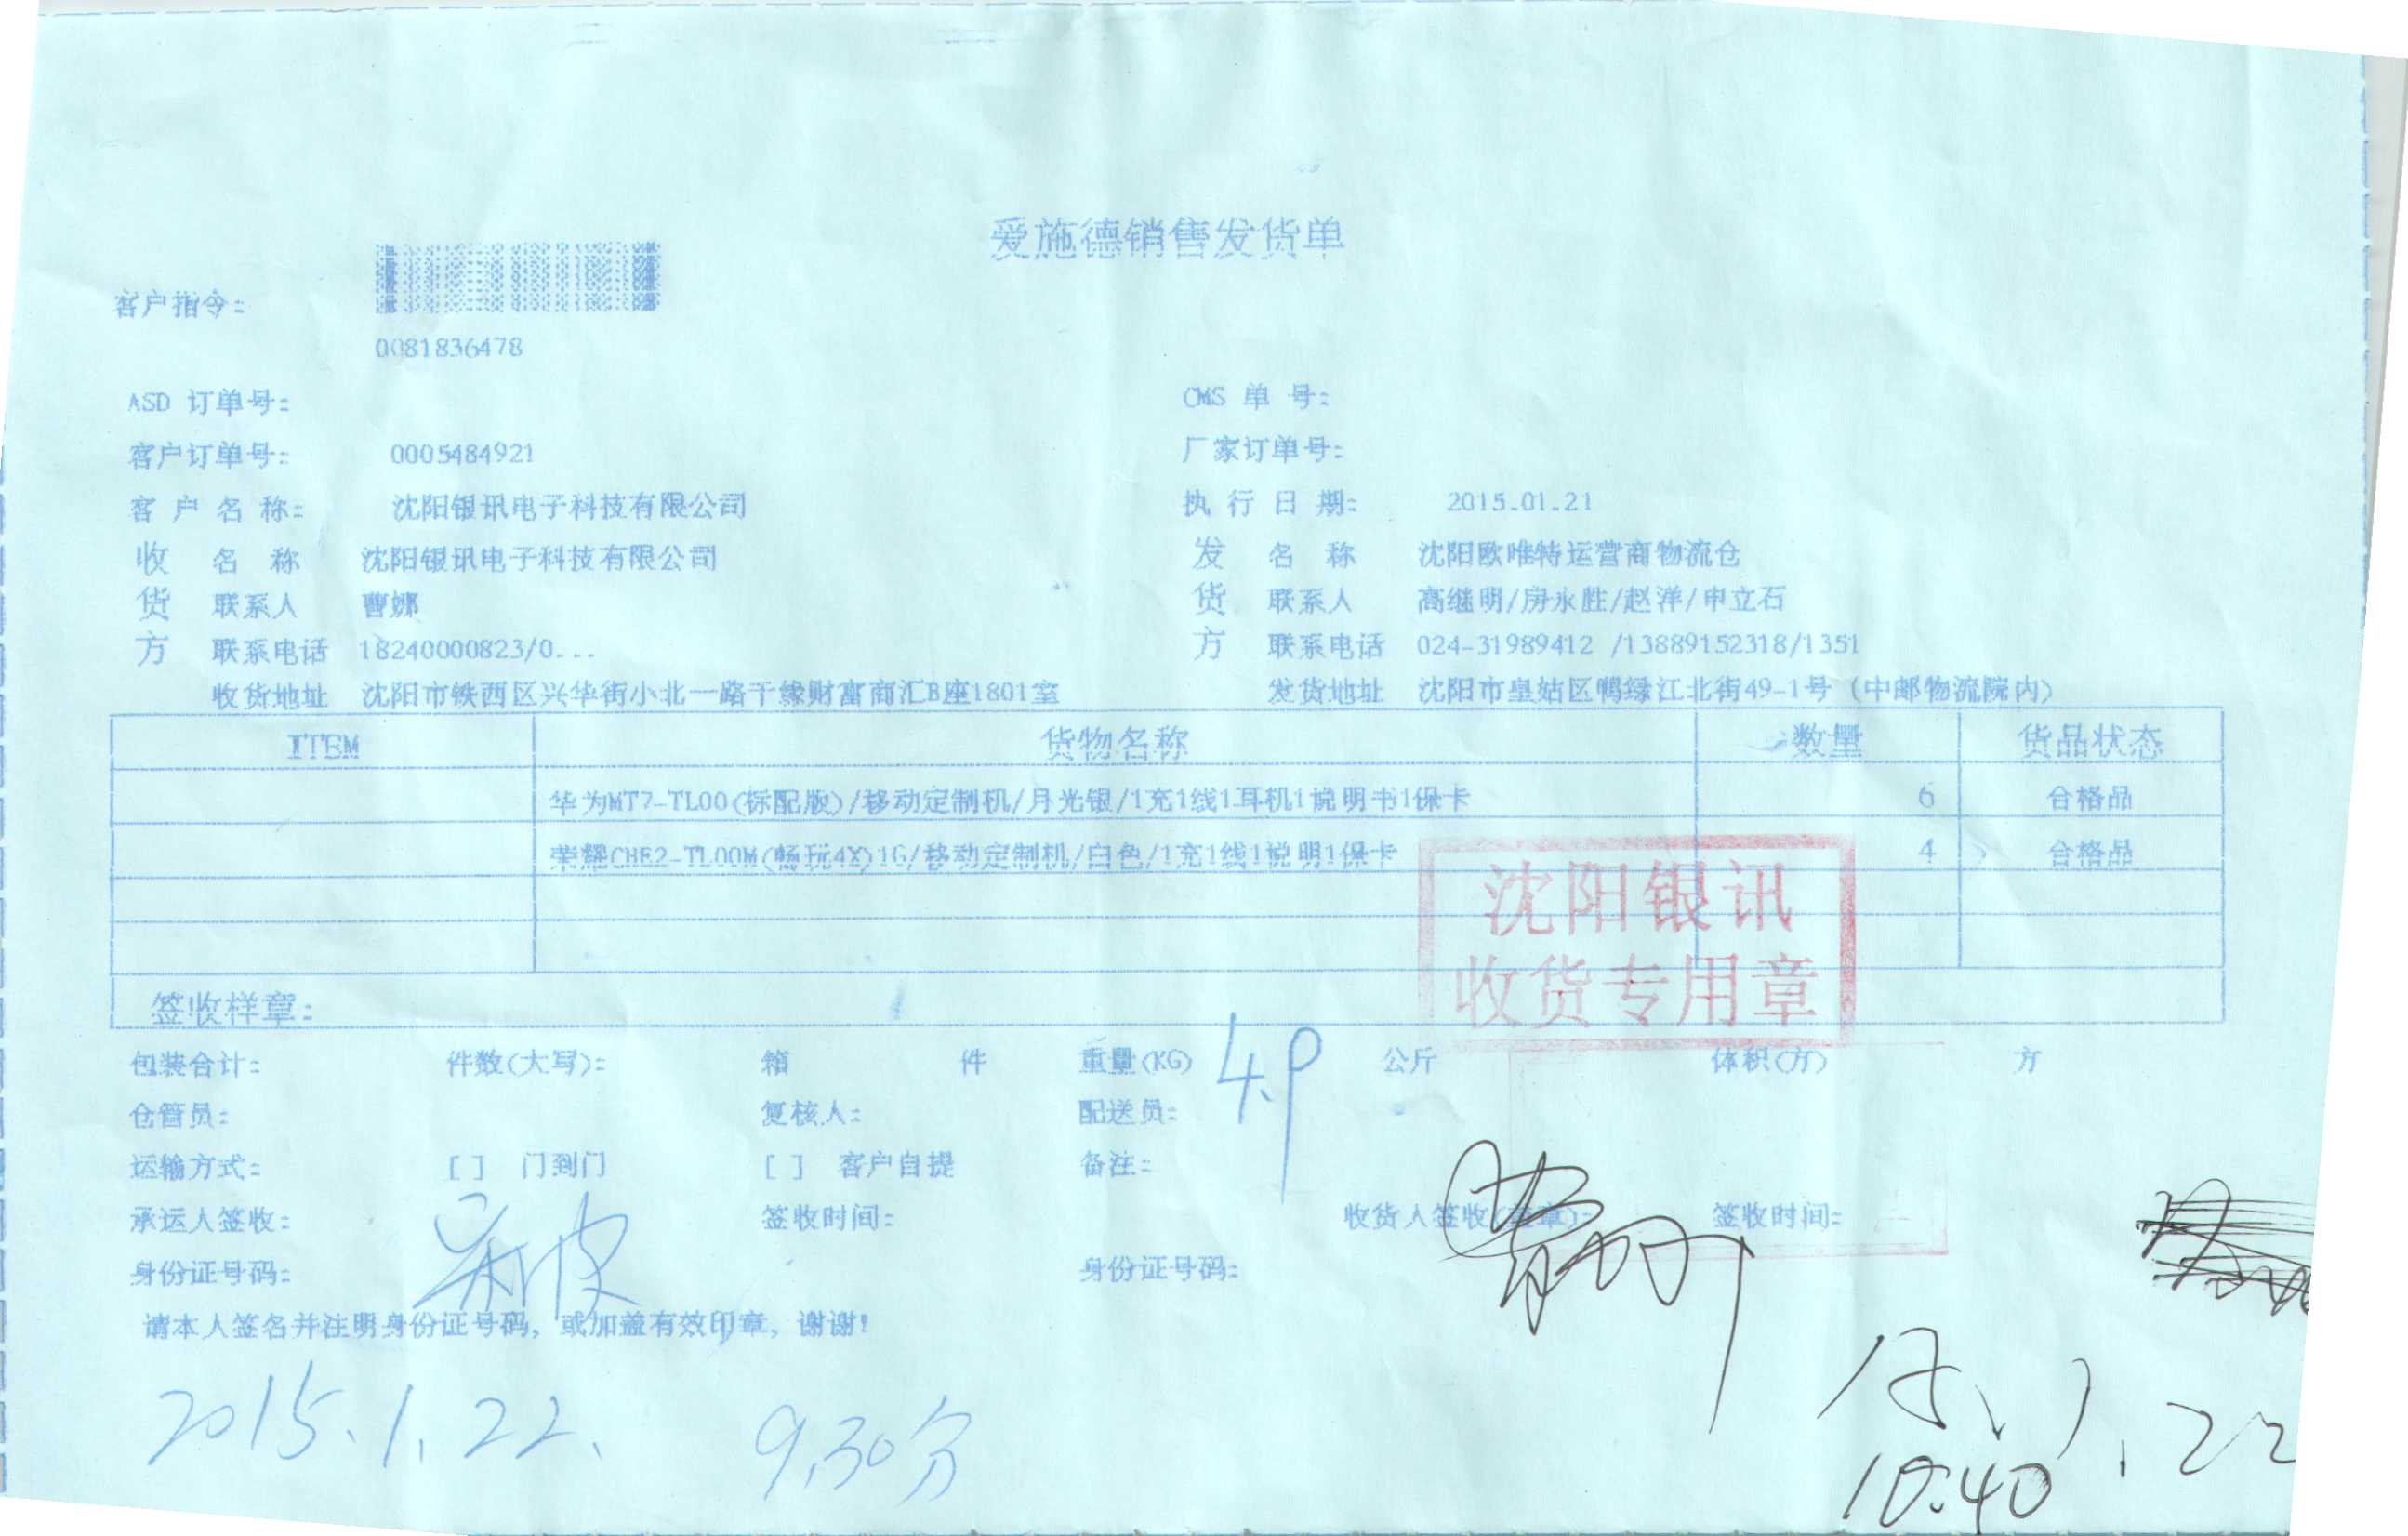 爱施德销售发货单
客户指令:
0081836478
ASD 订单号: CMS 单 号:
客户订单号: 0005484921 厂家订单号:
客 户 名 称: 沈阳银讯电子科技有限公司 执 行 日 期: 2015.01.21
收 名 称 沈阳银讯电子科技有限公司 发 名 称 沈阳欧唯特运营商物流仓
货 联系人 曹娜 货 联系人 高继明/房永胜/赵洋/申立石
方 联系电话 18240000823/0... 方 联系电话 024-31989412 /13889152318/1351
收货地址 沈阳市铁西区兴华街小北一路千缘财富商汇B座1801室 发货地址 沈阳市皇姑区鸭绿江北街49-1号 (中邮物流院内)
ITEM 货物名称 数量 货品状态
华为MT7-TL00(标配版)/移动定制机/月光银/1充1线1耳机1说明书1保卡 6 合格品
荣耀CHE2-TL00M(畅玩4X)1G/移动定制机/白色/1充1线1说明1保卡 4 合格品
沈阳银讯
收货专用章
签收样章:
包装合计: 件数(大写): 箱 件 重量(KG) 4.9 公斤 体积(方) 方
仓管员: 复核人: 配送员:
运输方式: [ ] 门到门 [ ] 客户自提 备注:
承运人签收: 签收时间: 收货人签收(盖章): 签收时间:
身份证号码: 身份证号码:
请本人签名并注明身份证号码, 或加盖有效印章, 谢谢!
2015.1.22. 9.30分
15.1.22
10:40